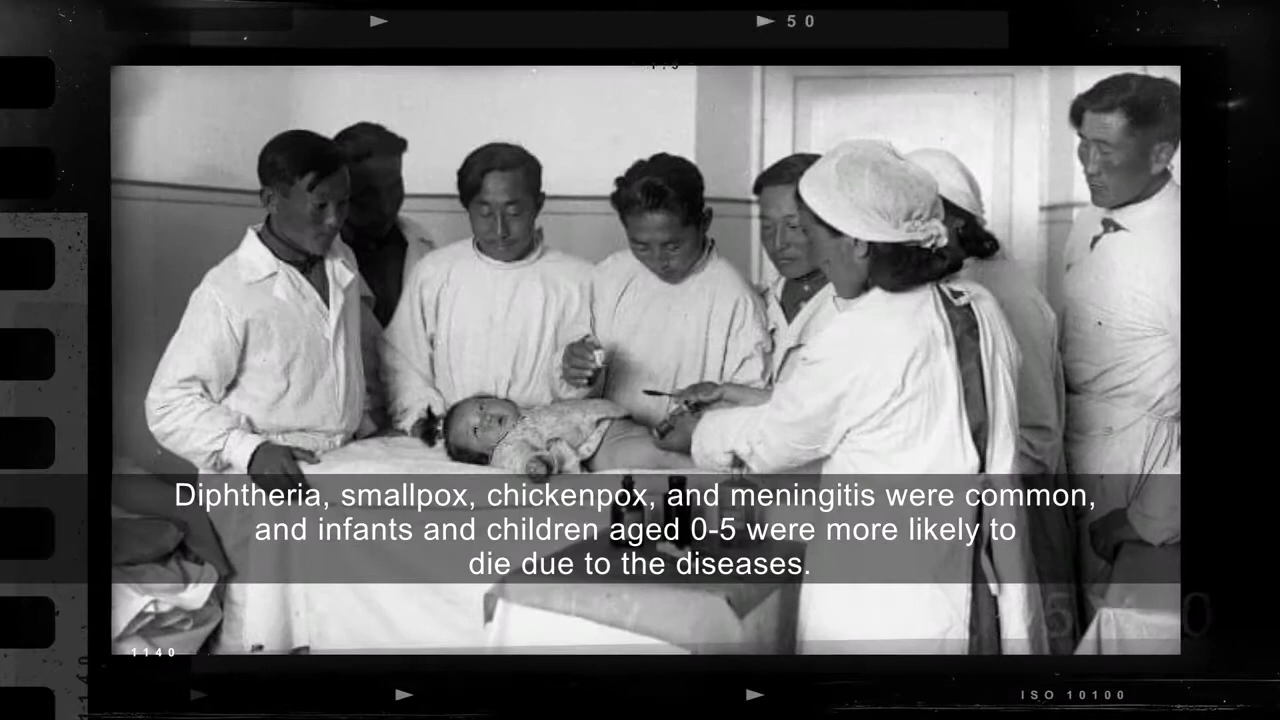 50
Diphtheria, smallpox, chickenpox, and meningitis were common,
and infants and children aged 0-5 were more likely to
die due to the diseases.
1140
1140
ISO 10100